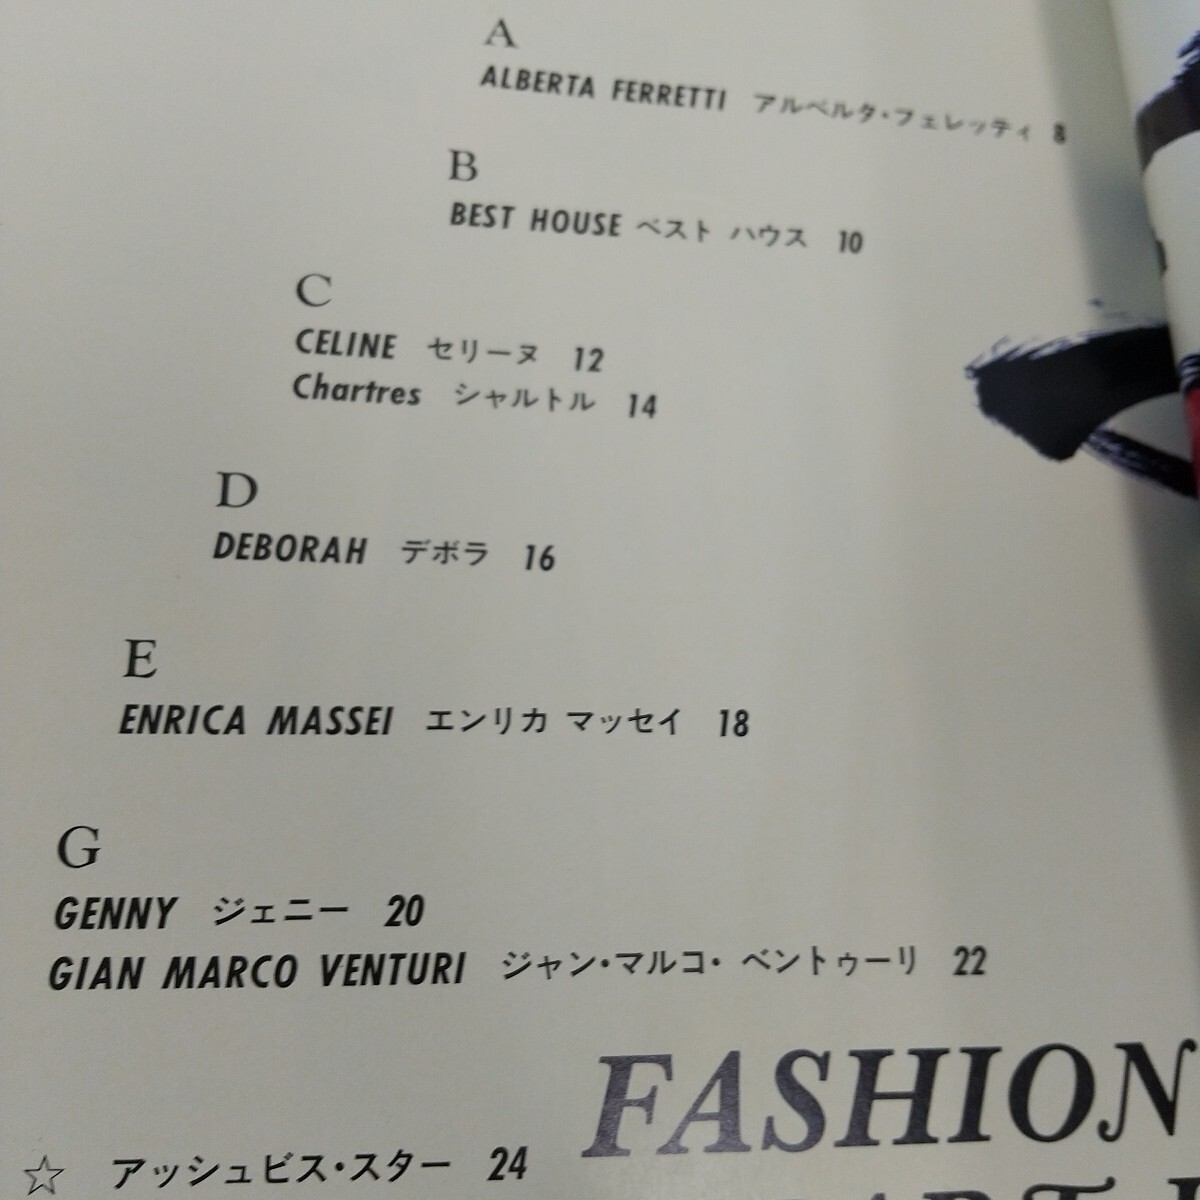 A
ALBERTA FERRETTI アルベルタ・フェレッティ 8
B
BEST HOUSE ベスト ハウス 10
C
CELINE セリーヌ 12
Chartres シャルトル 14
D
DEBORAH デボラ 16
E
ENRICA MASSEI エンリカ マッセイ 18
G
GENNY ジェニー 20
GIAN MARCO VENTURI ジャン・マルコ・ベントゥーリ 22
FASHION
☆ アッシュビス・スター 24